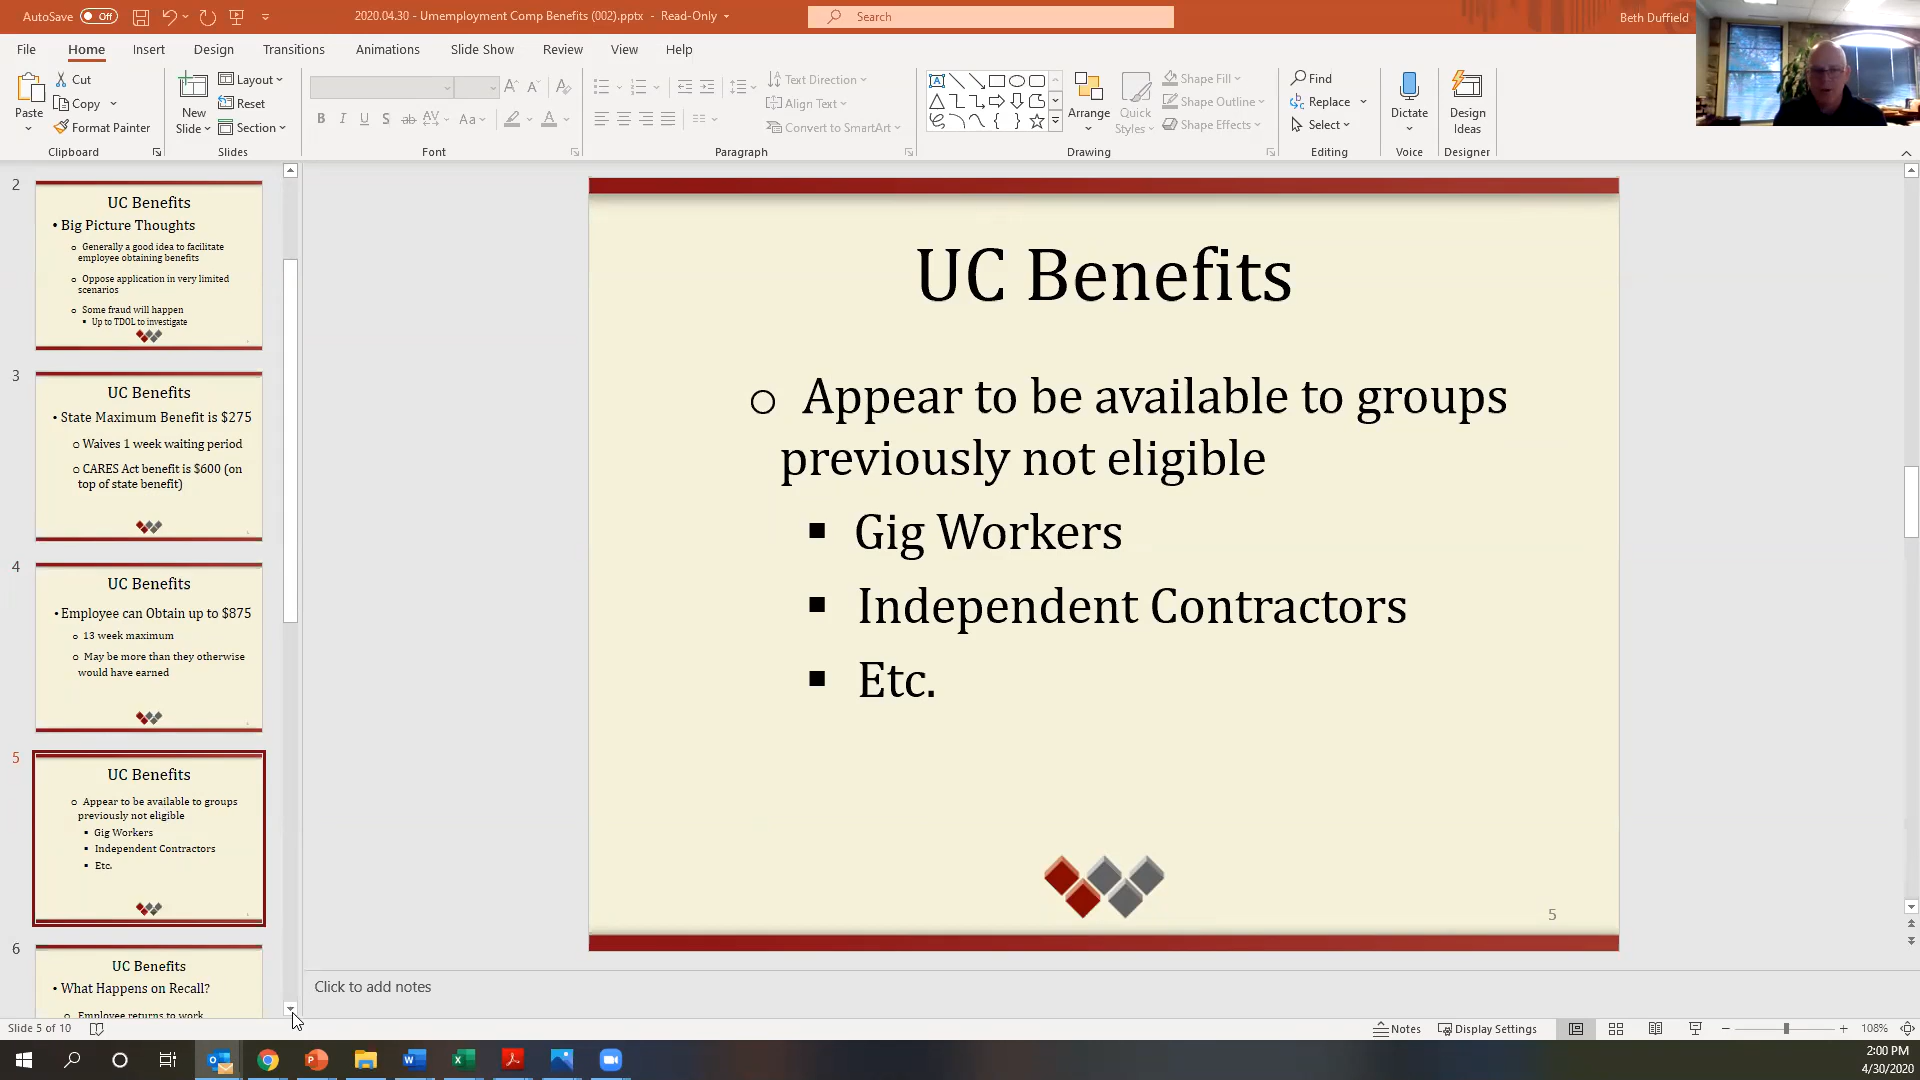 AutoSave Off
2020.04.30 - Umemployment Comp Benefits (002).pptx - Read-Only
Search
Beth Duffield
File Home Insert Design Transitions Animations Slide Show Review View Help
Paste
Cut
Copy
Format Painter
Clipboard
New
Slide
Layout
Reset
Section
Slides
Font
Text Direction
Align Text
Convert to SmartArt
Paragraph
Arrange
Quick
Styles
Shape Fill
Shape Outline
Shape Effects
Drawing
Find
Replace
Select
Editing
Dictate
Voice
Design
Ideas
Designer
2
UC Benefits
• Big Picture Thoughts
o Generally a good idea to facilitate
employee obtaining benefits
o Oppose application in very limited
scenarios
o Some fraud will happen
▪ Up to TDOL to investigate
3
UC Benefits
• State Maximum Benefit is $275
o Waives 1 week waiting period
o CARES Act benefit is $600 (on
top of state benefit)
4
UC Benefits
• Employee can Obtain up to $875
o 13 week maximum
o May be more than they otherwise
would have earned
5
UC Benefits
o Appear to be available to groups
previously not eligible
▪ Gig Workers
▪ Independent Contractors
▪ Etc.
6
UC Benefits
• What Happens on Recall?
o Employee returns to work
UC Benefits
o Appear to be available to groups
previously not eligible
▪ Gig Workers
▪ Independent Contractors
▪ Etc.
5
Click to add notes
Slide 5 of 10
Notes
Display Settings
108%
2:00 PM
4/30/2020